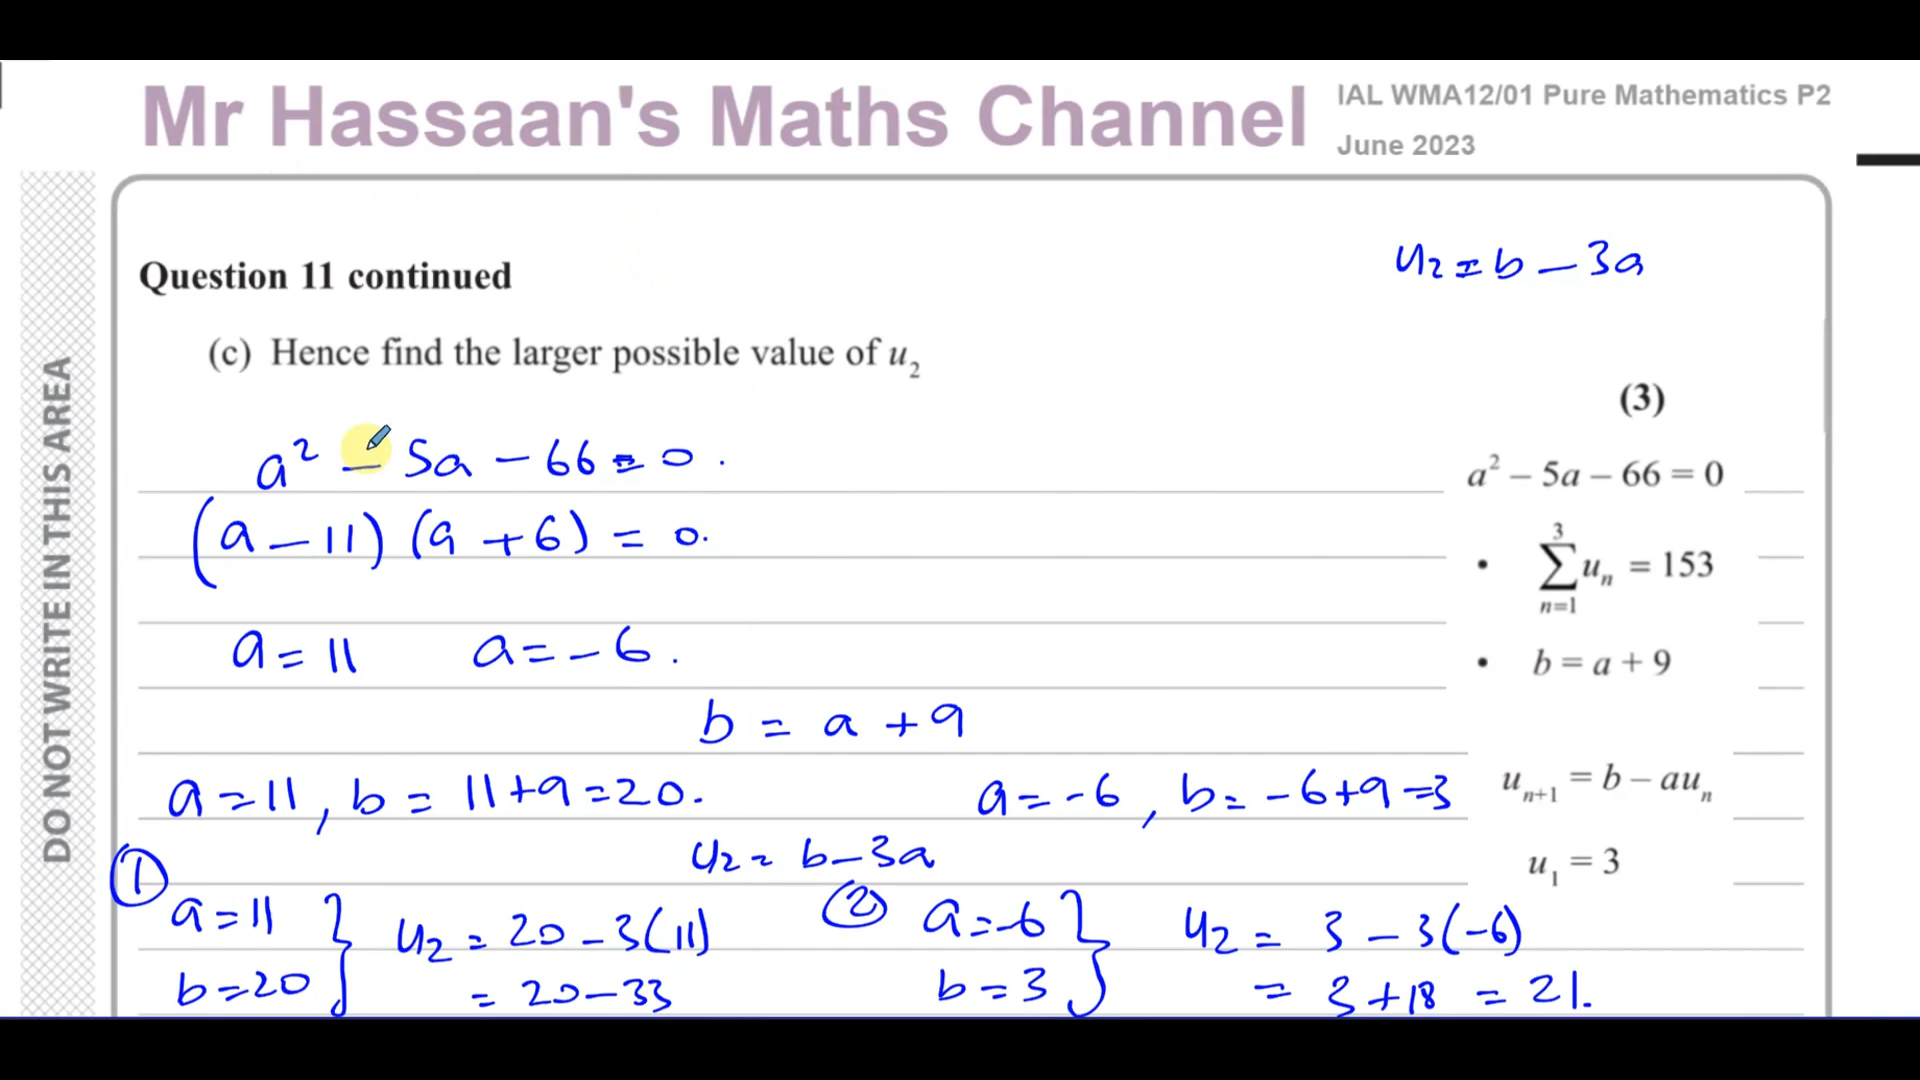 Mr Hassaan's Maths Channel
IAL WMA12/01 Pure Mathematics P2
June 2023
DO NOT WRITE IN THIS AREA
Question 11 continued
u₂ = b – 3a
(c) Hence find the larger possible value of u₂
(3)
a² – 5a – 66 = 0.
a² – 5a – 66 = 0
(a – 11) (a + 6) = 0.
• 3 ∑ n=1 uₙ = 153
a = 11 a = – 6.
• b = a + 9
b = a + 9
a = 11, b = 11 + 9 = 20. a = -6, b = -6 + 9 = 3
uₙ₊₁ = b – auₙ
u₂ = b – 3a
u₁ = 3
① a = 11 b = 20 } u₂ = 20 – 3(11)
= 20 – 33
② a = -6 b = 3 } u₂ = 3 – 3(-6)
= 3 + 18 = 21.